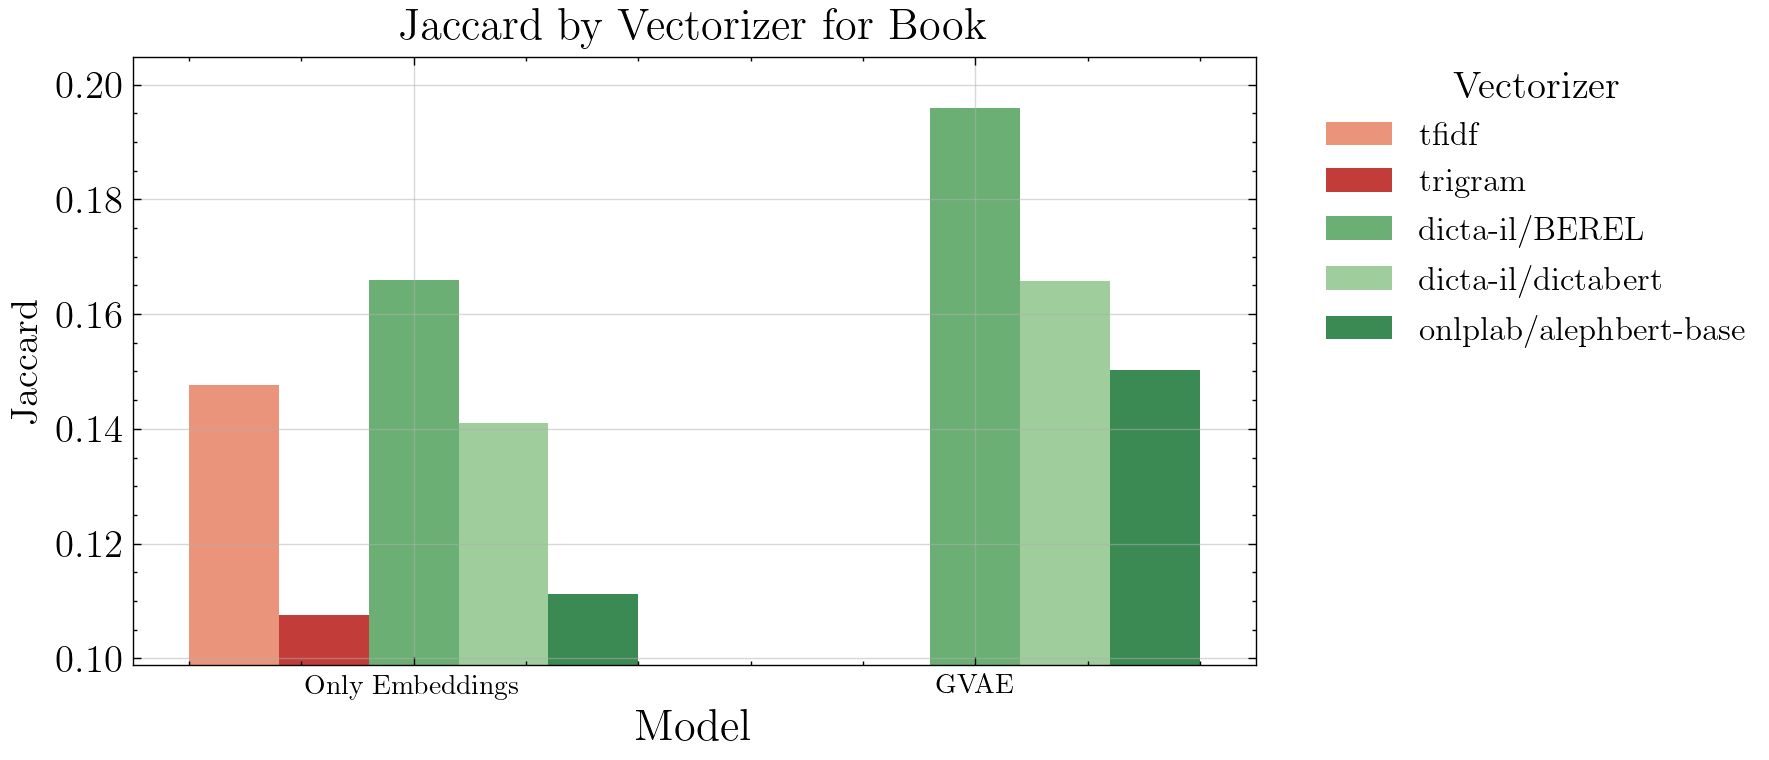 Jaccard by Vectorizer for Book
Jaccard
0.20
0.18
0.16
0.14
0.12
0.10
Only Embeddings
GVAE
Model
Vectorizer
tfidf
trigram
dicta-il/BEREL
dicta-il/dictabert
onlplab/alephbert-base